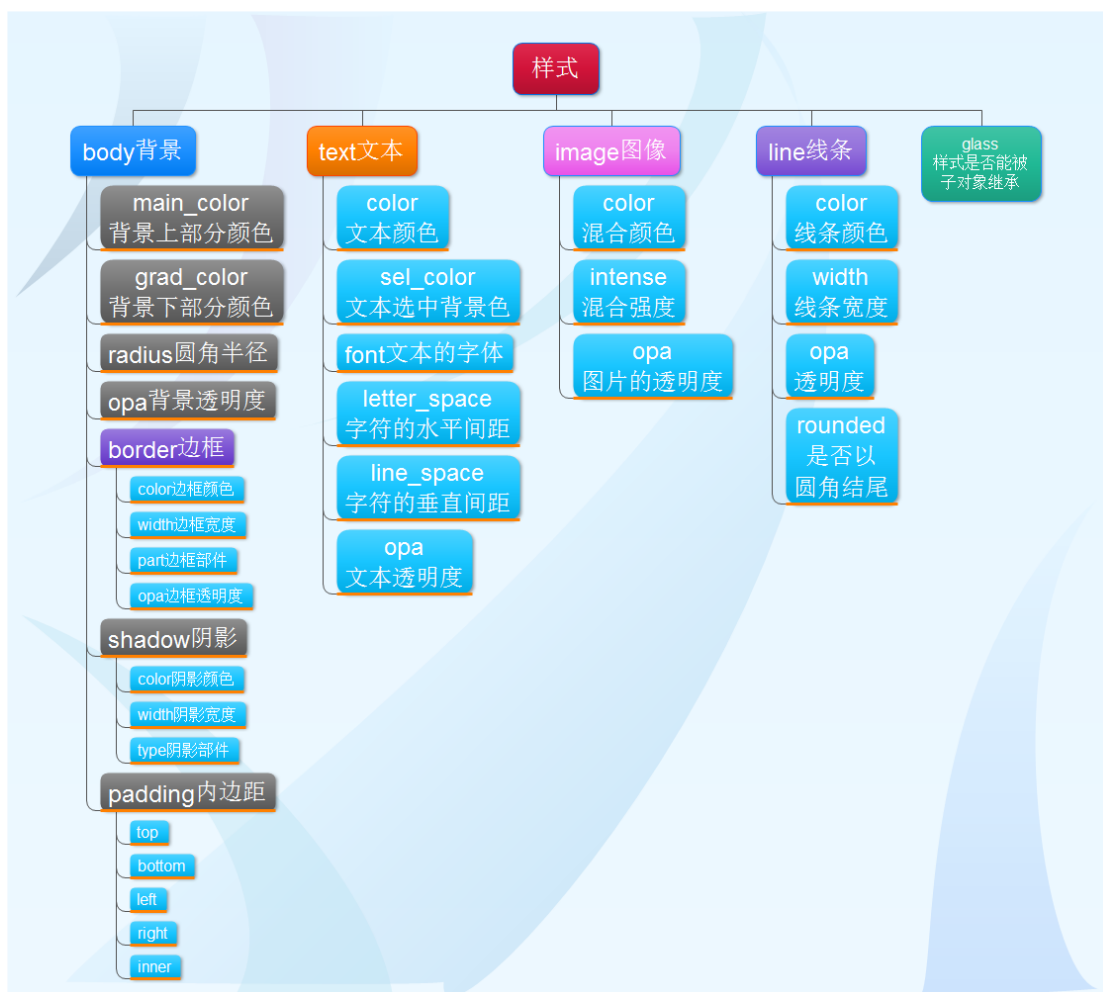 样式
body背景
main_color
背景上部分颜色
grad_color
背景下部分颜色
radius圆角半径
opa背景透明度
border边框
color边框颜色
width边框宽度
part边框部件
opa边框透明度
shadow阴影
color阴影颜色
width阴影宽度
type阴影部件
padding内边距
top
bottom
left
right
inner
text文本
color
文本颜色
sel_color
文本选中背景色
font文本的字体
letter_space
字符的水平间距
line_space
字符的垂直间距
opa
文本透明度
image图像
color
混合颜色
intense
混合强度
opa
图片的透明度
line线条
color
线条颜色
width
线条宽度
opa
透明度
rounded
是否以
圆角结尾
glass
样式是否能被
子对象继承